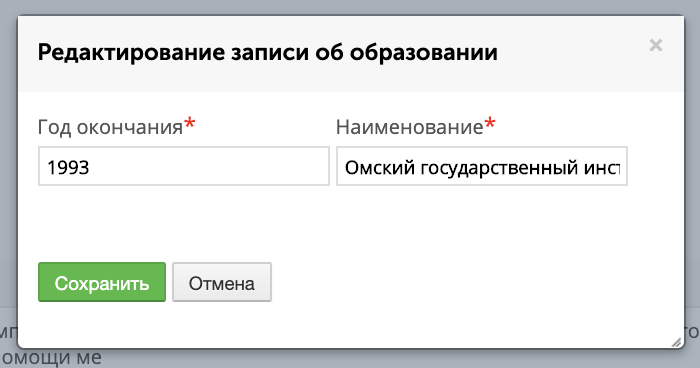 Редактирование записи об образовании
×
Год окончания* Наименование*
1993 Омский государственный инст
Сохранить Отмена
омощи ме